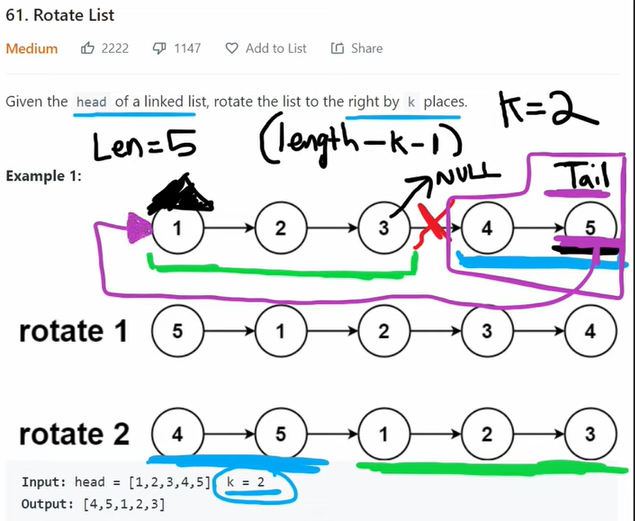 61. Rotate List
Medium 2222 1147 Add to List Share
Given the head of a linked list, rotate the list to the right by k places.
K=2
Len=5 (length-k-1)
Example 1:
NULL Tail
1 2 3 4 5
rotate 1 5 1 2 3 4
rotate 2 4 5 1 2 3
Input: head = [1,2,3,4,5] k = 2
Output: [4,5,1,2,3]